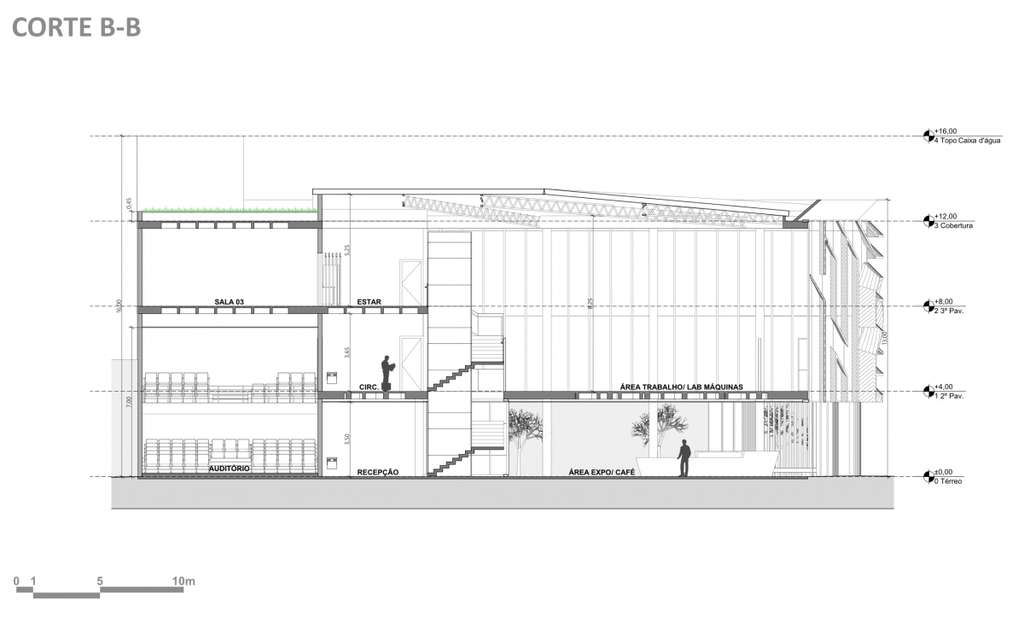 CORTE B-B
+16,00
4 Topo Caixa d'água
0,45
+12,00
3 Cobertura
5,25
16,00
8,25
SALA 03
ESTAR
+8,00
2 3º Pav.
13,00
3,65
CIRC.
ÁREA TRABALHO/ LAB MÁQUINAS
+4,00
1 2º Pav.
7,00
3,50
AUDITÓRIO
RECEPÇÃO
ÁREA EXPO/ CAFÉ
±0,00
0 Térreo
0 1 5 10m